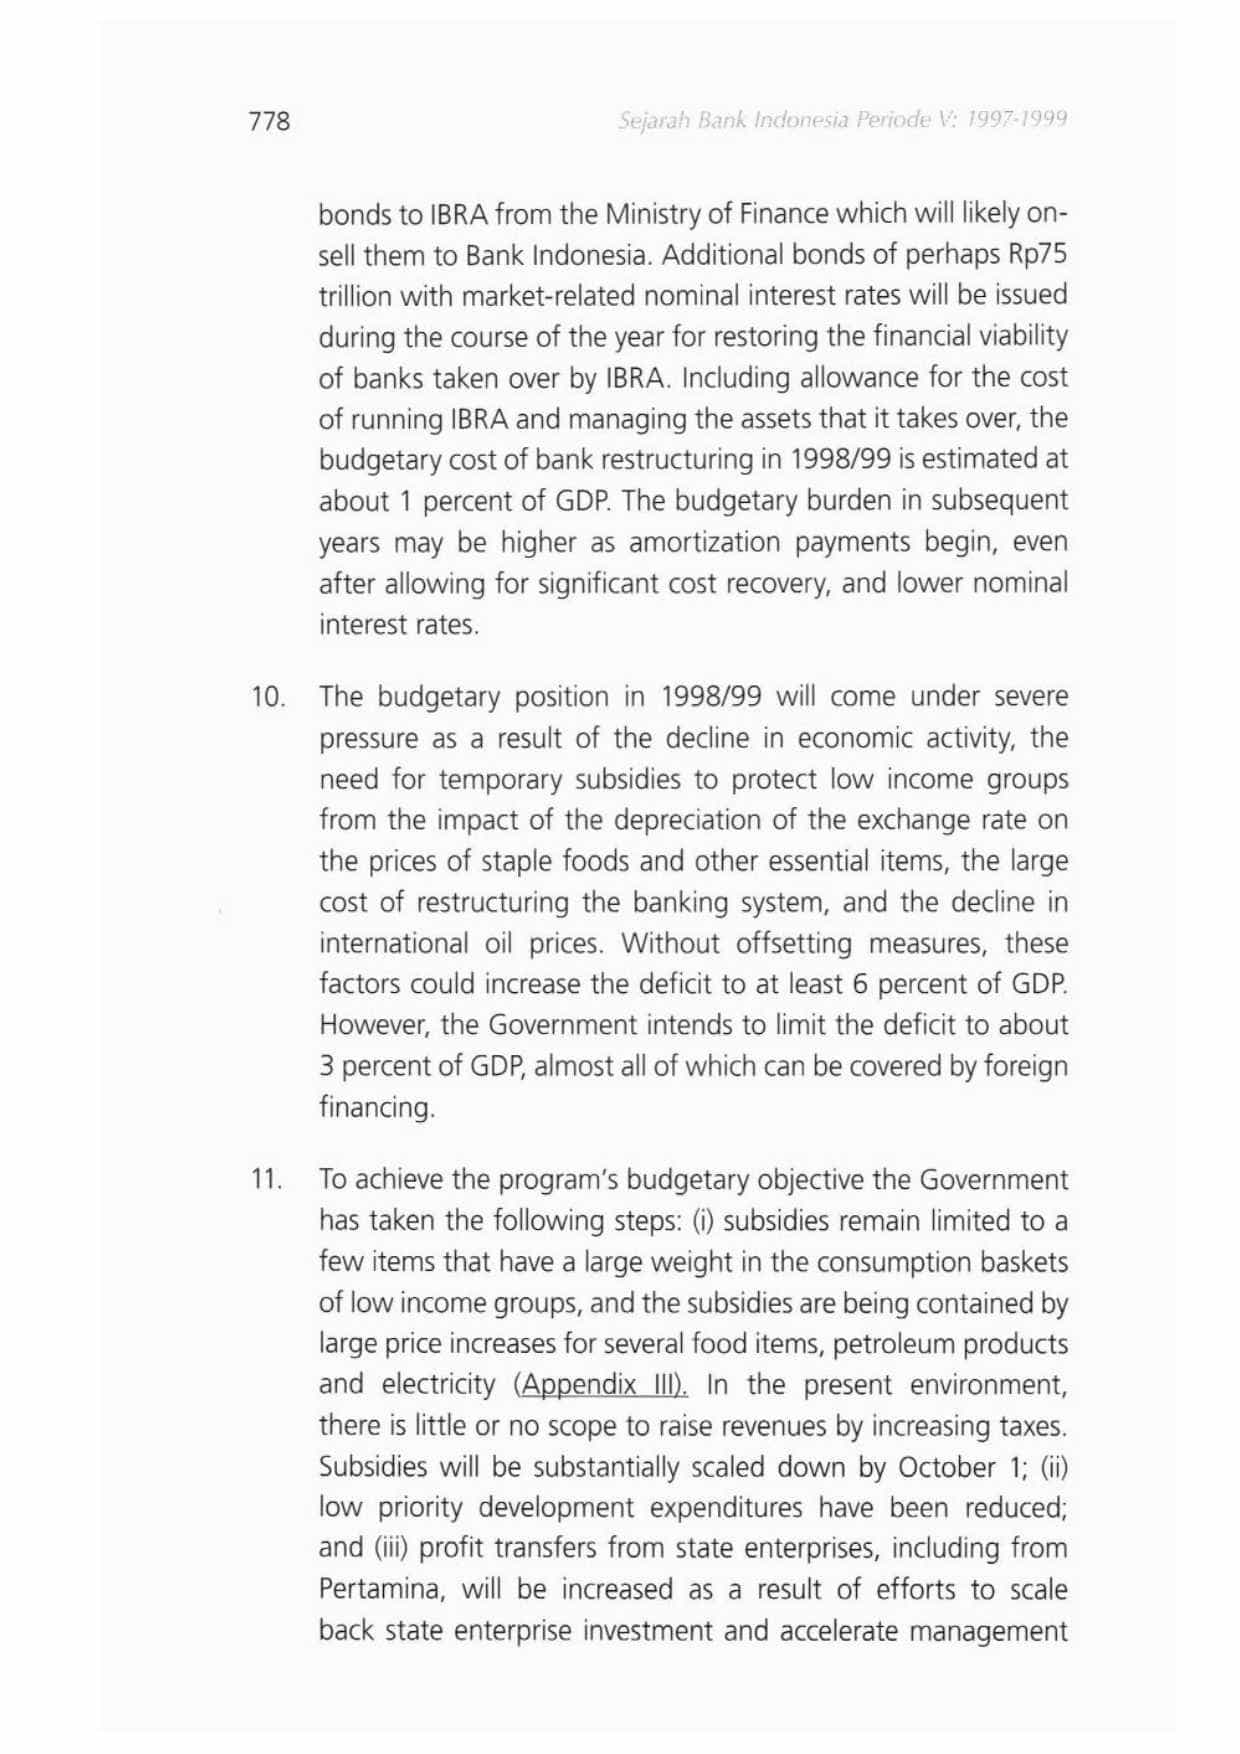 778
Sejarah Bank Indonesia Periode V: 1997-1999
bonds to IBRA from the Ministry of Finance which will likely on-
sell them to Bank Indonesia. Additional bonds of perhaps Rp75
trillion with market-related nominal interest rates will be issued
during the course of the year for restoring the financial viability
of banks taken over by IBRA. Including allowance for the cost
of running IBRA and managing the assets that it takes over, the
budgetary cost of bank restructuring in 1998/99 is estimated at
about 1 percent of GDP. The budgetary burden in subsequent
years may be higher as amortization payments begin, even
after allowing for significant cost recovery, and lower nominal
interest rates.
10. The budgetary position in 1998/99 will come under severe
pressure as a result of the decline in economic activity, the
need for temporary subsidies to protect low income groups
from the impact of the depreciation of the exchange rate on
the prices of staple foods and other essential items, the large
cost of restructuring the banking system, and the decline in
international oil prices. Without offsetting measures, these
factors could increase the deficit to at least 6 percent of GDP.
However, the Government intends to limit the deficit to about
3 percent of GDP, almost all of which can be covered by foreign
financing.
11. To achieve the program's budgetary objective the Government
has taken the following steps: (i) subsidies remain limited to a
few items that have a large weight in the consumption baskets
of low income groups, and the subsidies are being contained by
large price increases for several food items, petroleum products
and electricity (Appendix III). In the present environment,
there is little or no scope to raise revenues by increasing taxes.
Subsidies will be substantially scaled down by October 1; (ii)
low priority development expenditures have been reduced;
and (iii) profit transfers from state enterprises, including from
Pertamina, will be increased as a result of efforts to scale
back state enterprise investment and accelerate management